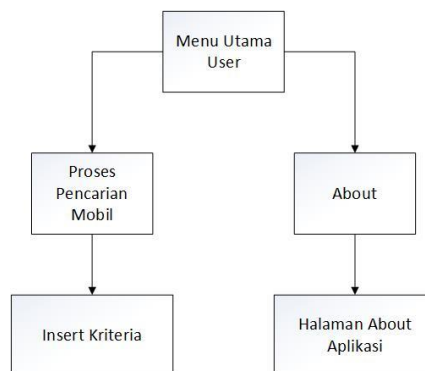 Menu Utama
User
Proses
Pencarian
Mobil
About
Insert Kriteria
Halaman About
Aplikasi